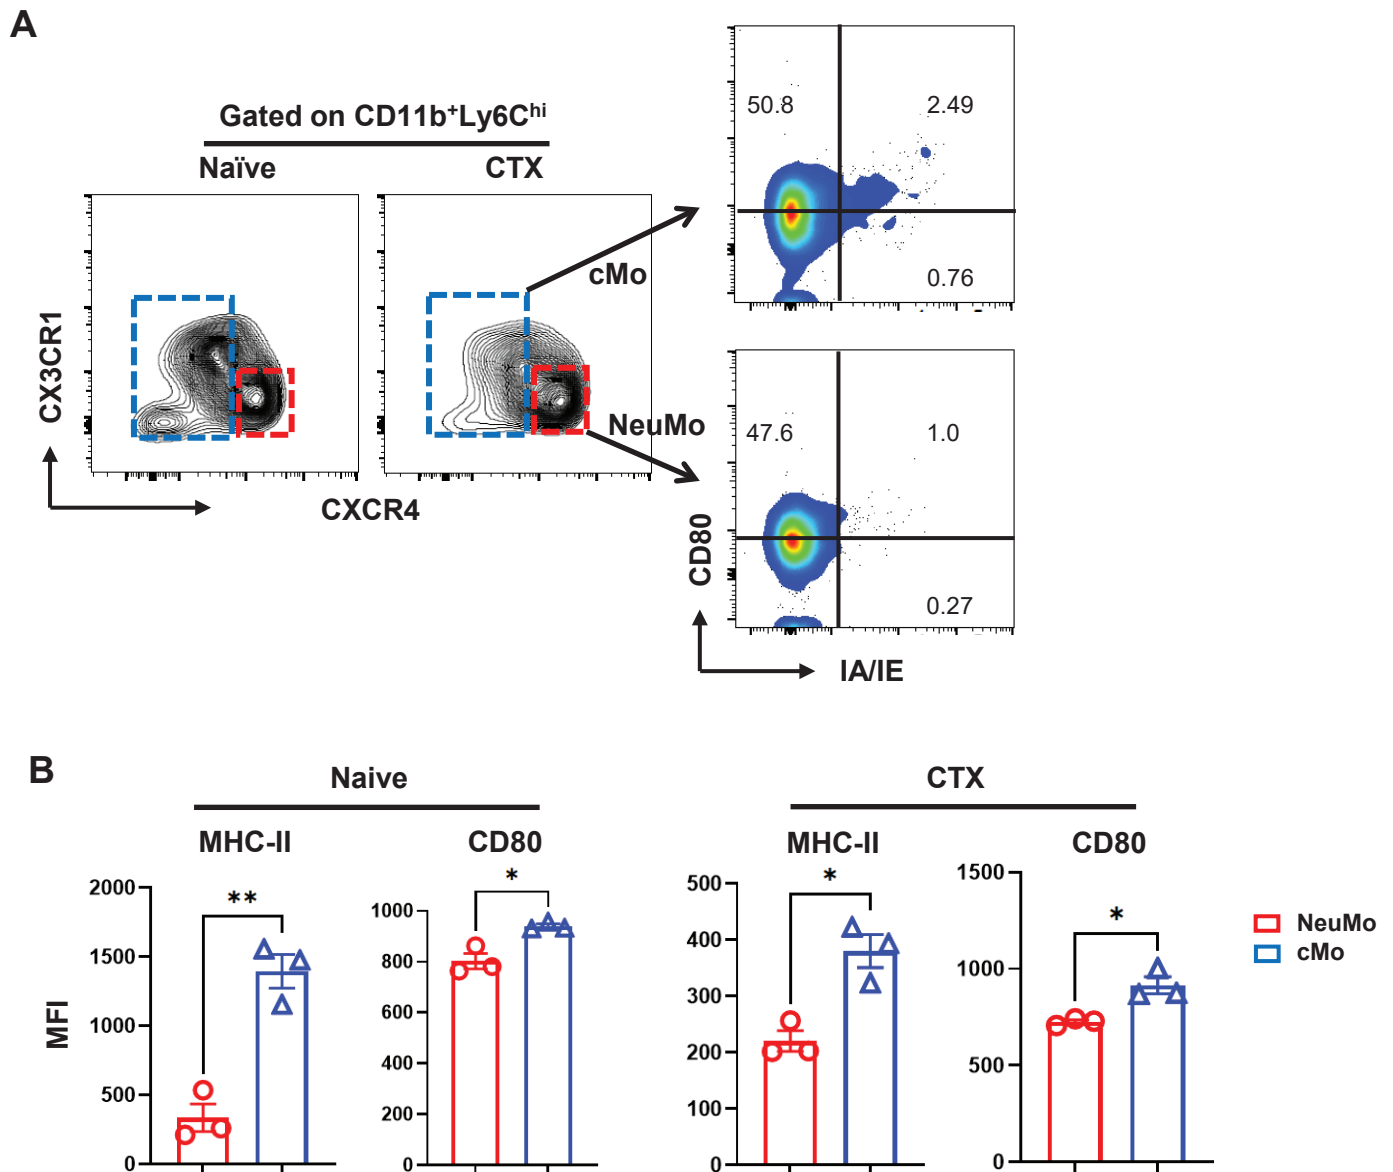 A
Gated on CD11b⁺Ly6Cʰⁱ
Naïve CTX
CX3CR1
CXCR4
cMo
NeuMo
50.8 2.49
0.76
47.6 1.0
0.27
CD80
IA/IE
B
Naive CTX
MHC-II CD80 MHC-II CD80
MFI
2000
1500
1000
500
0
**
1000
800
600
400
200
0
*
500
400
300
200
100
0
*
1500
1000
500
0
*
NeuMo
cMo